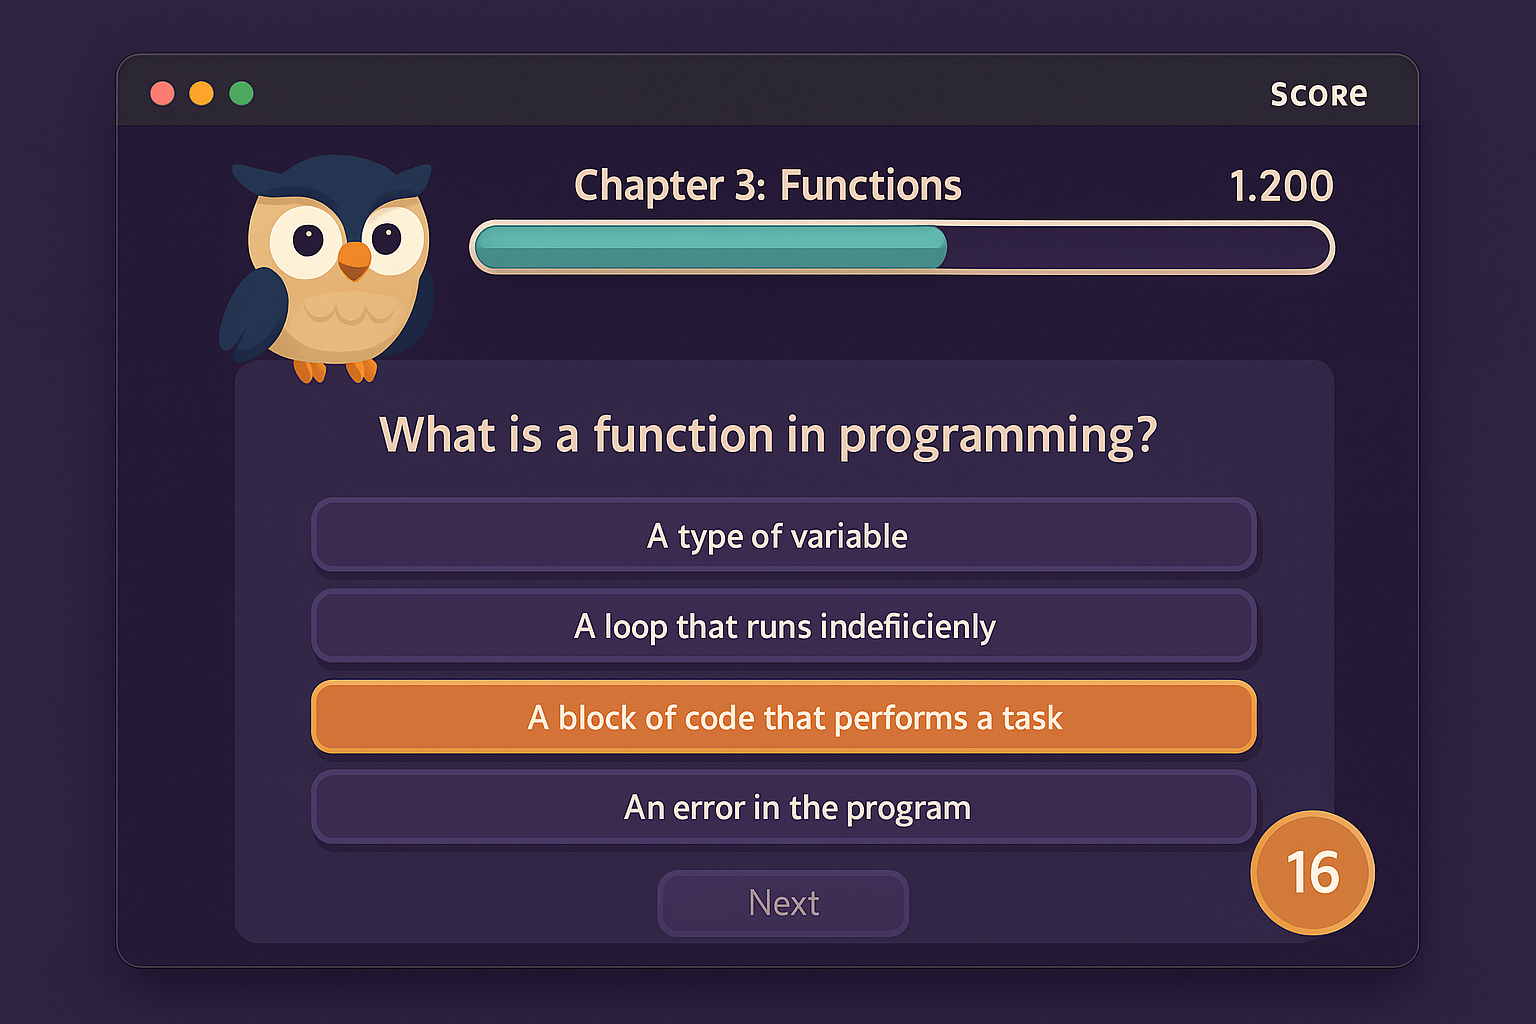 Score
Chapter 3: Functions
1.200
What is a function in programming?
A type of variable
A loop that runs indefiicienly
A block of code that performs a task
An error in the program
Next
16